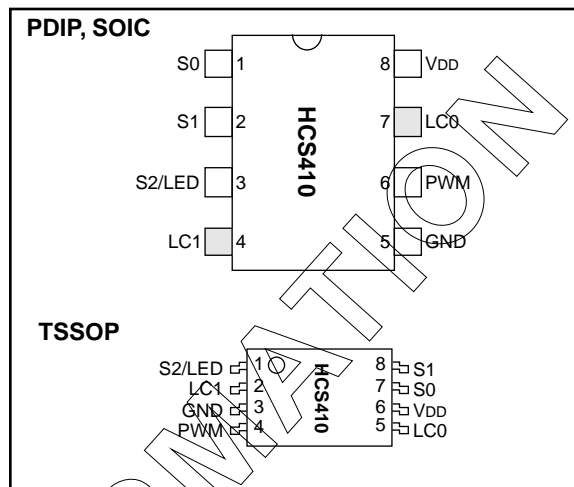 PDIP, SOIC
S0 1 8 VDD
S1 2 7 LC0
S2/LED 3 6 PWM
LC1 4 5 GND
HCS410
TSSOP
S2/LED 1 8 S1
LC1 2 7 S0
GND 3 6 VDD
PWM 4 5 LC0
HCS410
MATION